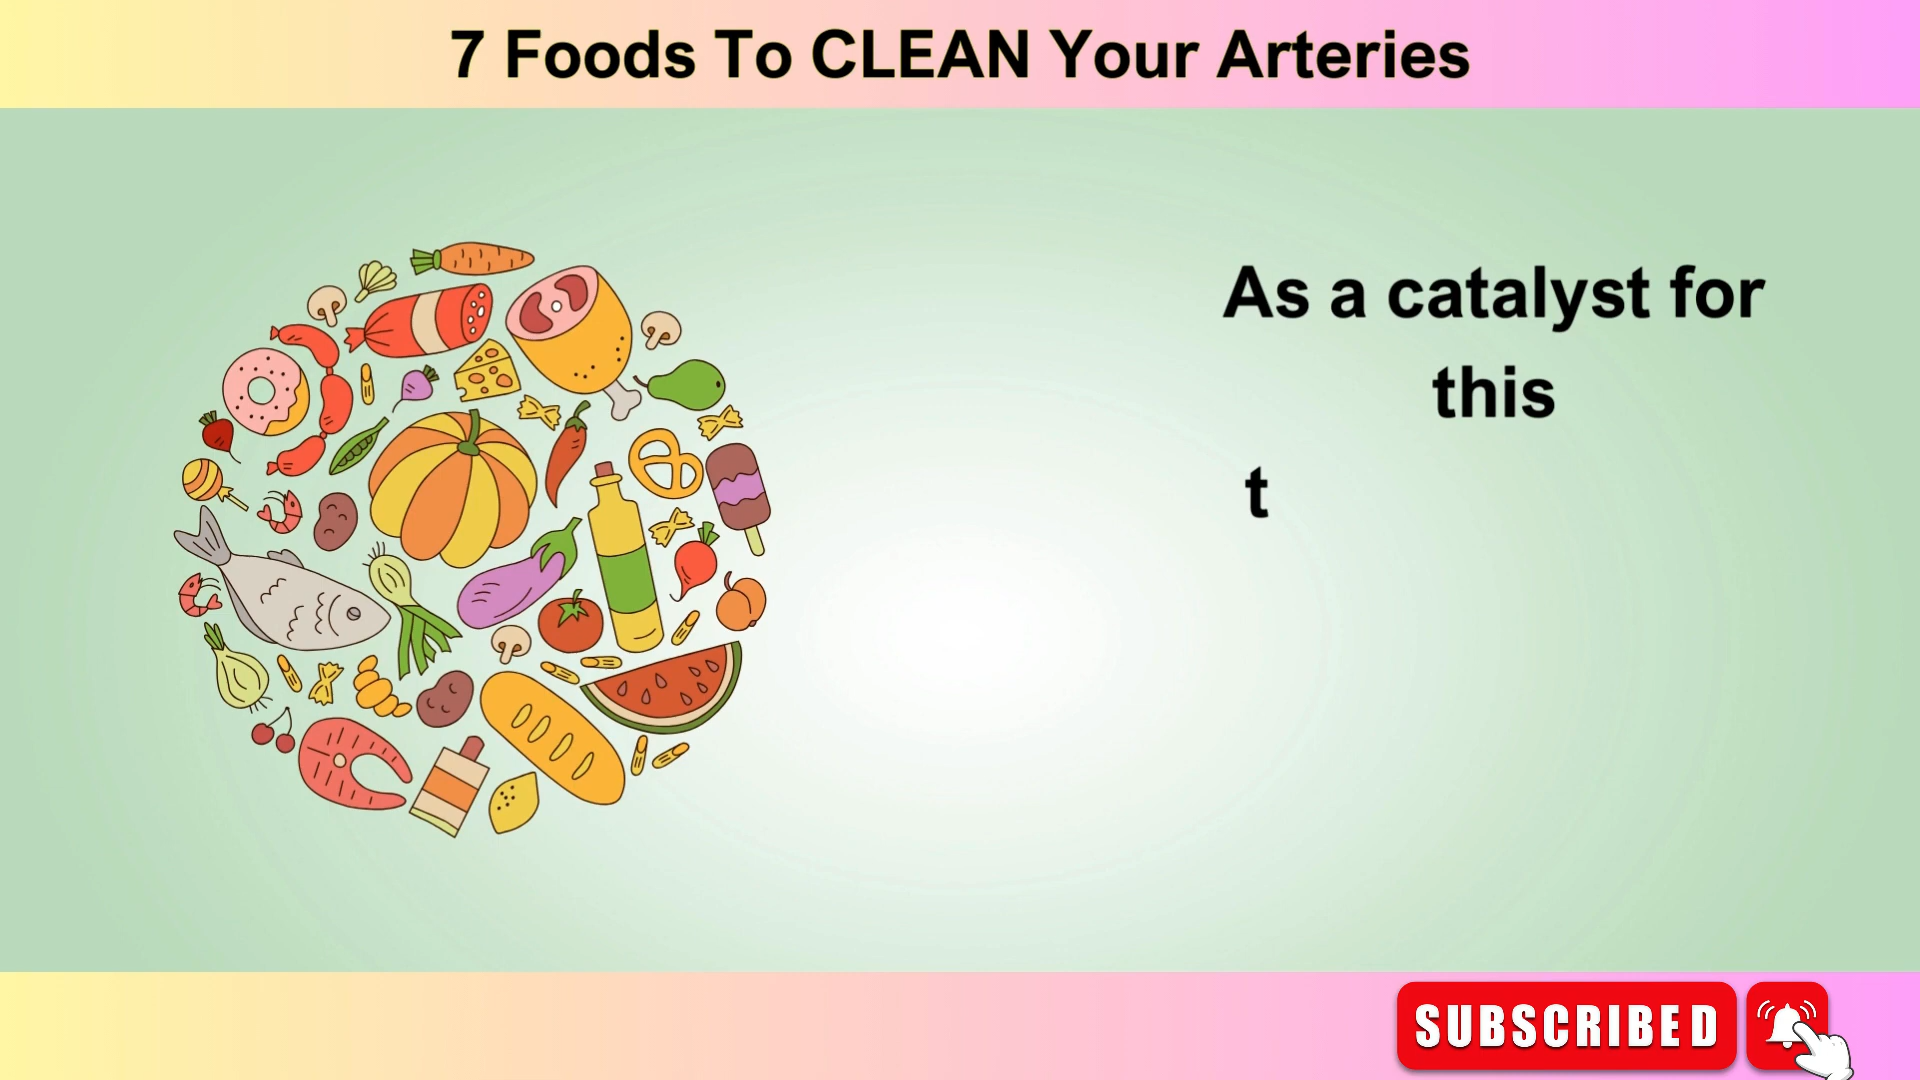 7 Foods To CLEAN Your Arteries
As a catalyst for
this
t
SUBSCRIBED